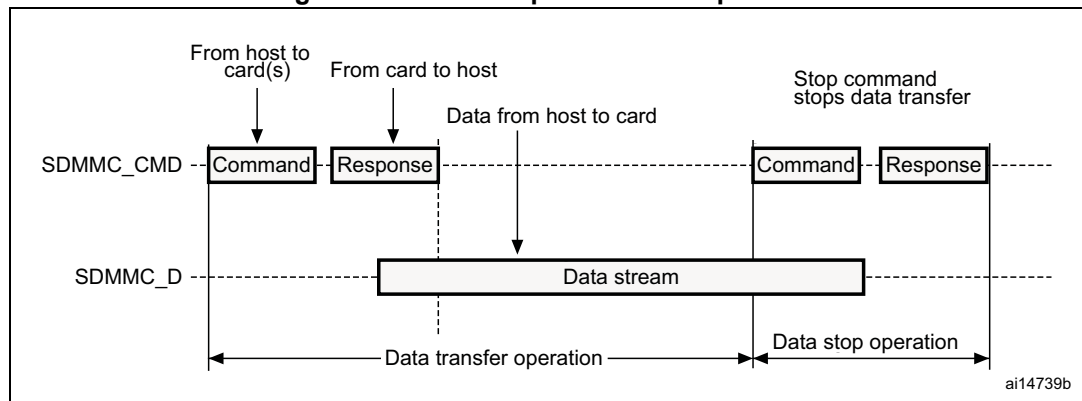 From host to
card(s)
From card to host
Stop command
stops data transfer
Data from host to card
SDMMC_CMD
Command
Response
Command
Response
SDMMC_D
Data stream
Data transfer operation
Data stop operation
ai14739b